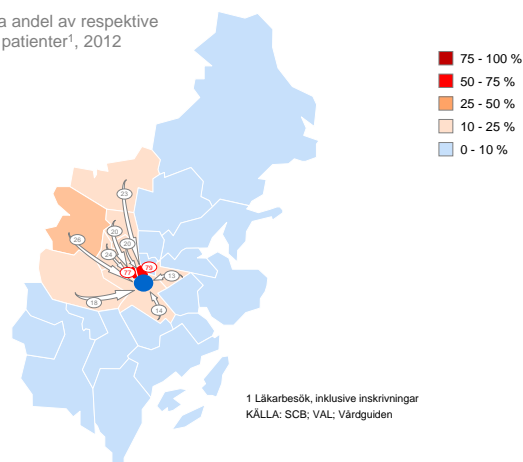 a andel av respektive
patienter¹, 2012
75 - 100 %
50 - 75 %
25 - 50 %
10 - 25 %
0 - 10 %
23
20
20
26
24
77
79
13
18
14
1 Läkarbesök, inklusive inskrivningar
KÄLLA: SCB; VAL; Vårdguiden